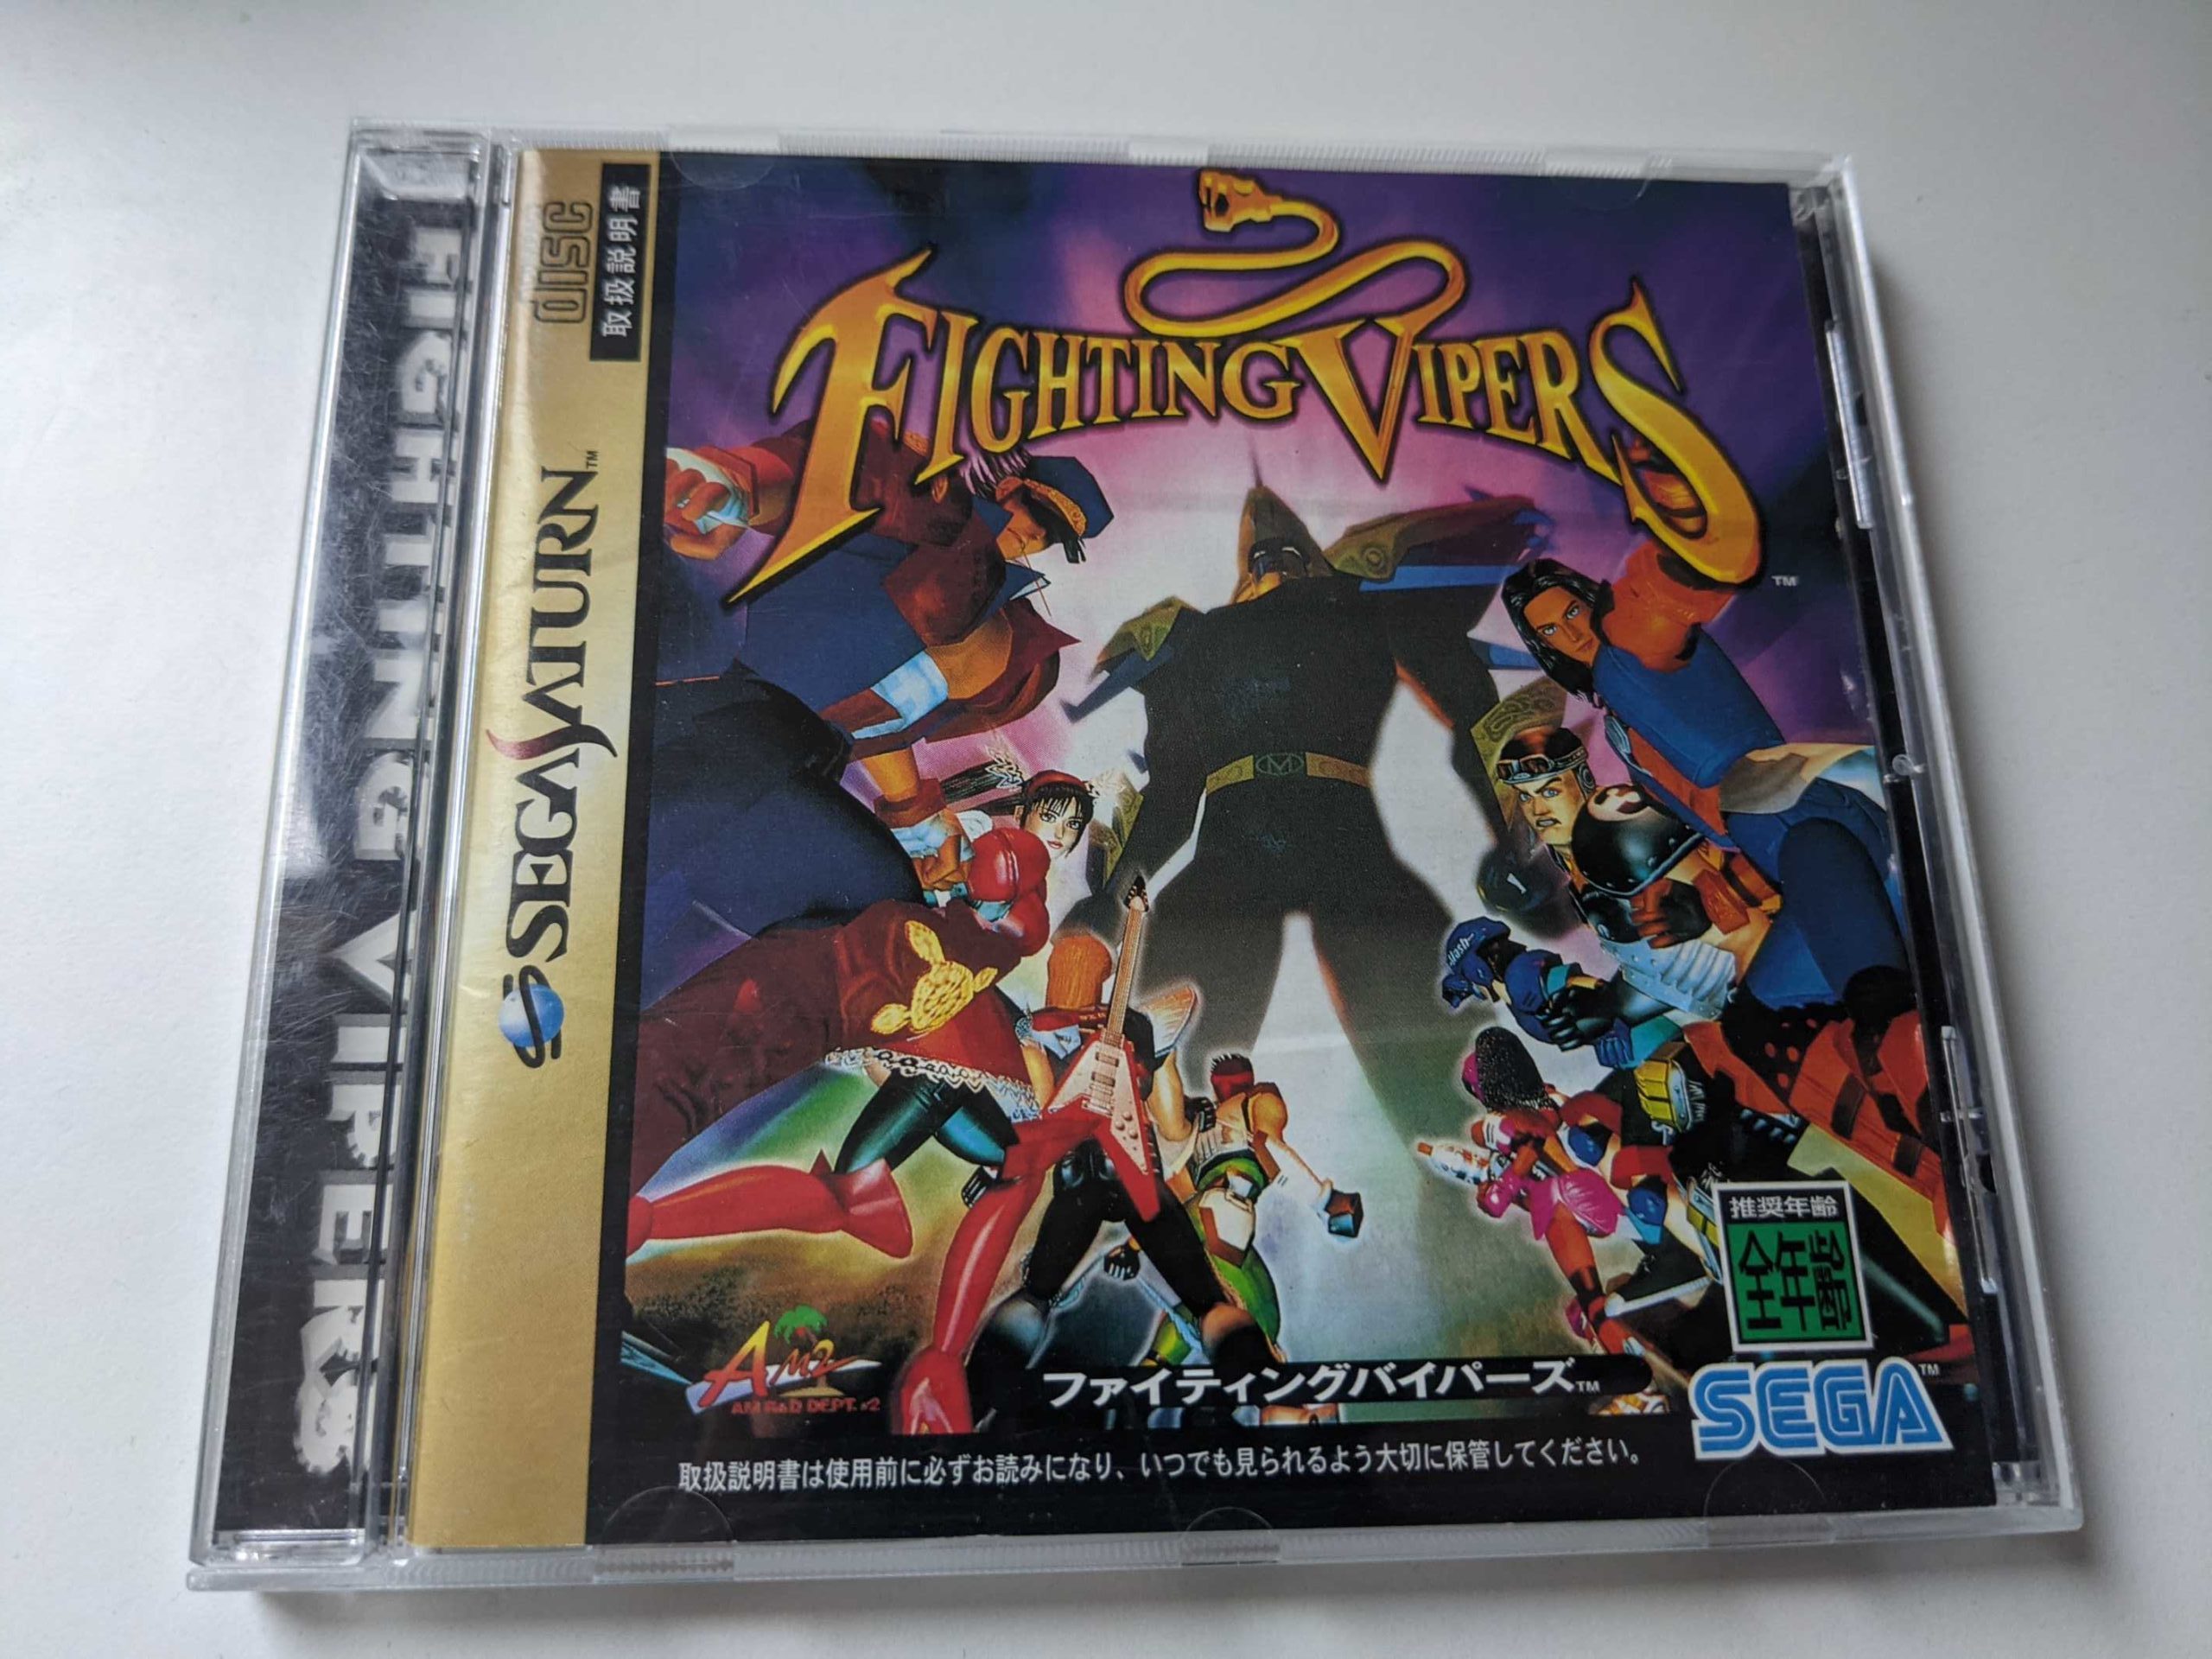 FIGHTING VIPERS
DISC
取扱説明書
SEGA SATURN™
FIGHTING VIPERS
TM
M
推奨年齢
全年齢
AM2
AM R&D DEPT. #2
ファイティングバイパーズ™
SEGA™
取扱説明書は使用前に必ずお読みになり、いつでも見られるよう大切に保管してください。